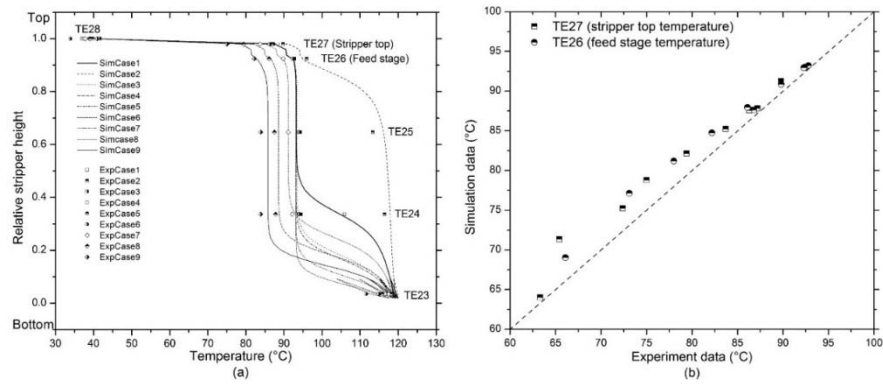 Top
1.0
0.8
0.6
0.4
0.2
0.0
Bottom
Relative stripper height
TE28
TE27 (Stripper top)
TE26 (Feed stage)
TE25
TE24
TE23
SimCase1
SimCase2
SimCase3
SimCase4
SimCase5
SimCase6
SimCase7
Simcase8
SimCase9
ExpCase1
ExpCase2
ExpCase3
ExpCase4
ExpCase5
ExpCase6
ExpCase7
ExpCase8
ExpCase9
30 40 50 60 70 80 90 100 110 120 130
Temperature (°C)
(a)
100
95
90
85
80
75
70
65
60
Simulation data (°C)
TE27 (stripper top temperature)
TE26 (feed stage temperature)
60 65 70 75 80 85 90 95 100
Experiment data (°C)
(b)